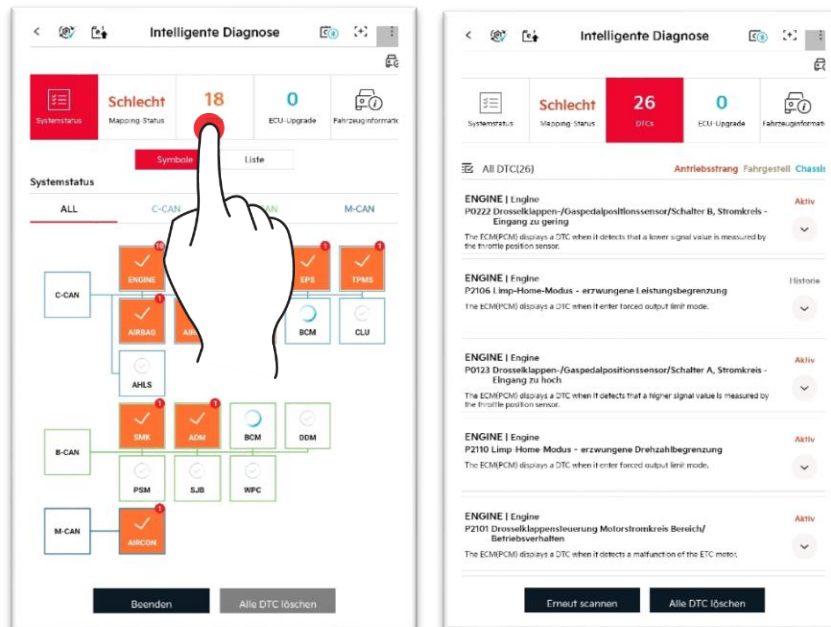 Intelligente Diagnose
Systemstatus
Schlecht
Mapping-Status
18
0
ECU-Upgrade
Fahrzeuginformatik
Symbole
Liste
Systemstatus
ALL
C-CAN
M-CAN
C-CAN
ENGINE
10
EPS
1
TPMS
1
AIRBAG
1
BCM
CLU
AHLS
B-CAN
SMK
1
ADM
1
BCM
DDM
PSM
SJB
WPC
M-CAN
AIRCON
1
Beenden
Alle DTC löschen
Intelligente Diagnose
Systemstatus
Schlecht
Mapping-Status
26
DTCs
0
ECU-Upgrade
Fahrzeuginformati
All DTC(26)
Antriebsstrang Fahrgestell Chassis
ENGINE | Engine
Aktiv
P0222 Drosselklappen-/Gaspedalpositionssensor/Schalter B, Stromkreis -
Eingang zu gering
The ECM(PCM) displays a DTC when it detects that a lower signal value is measured by
the throttle position sensor.
ENGINE | Engine
Historie
P2106 Limp-Home-Modus - erzwungene Leistungsbegrenzung
The ECM(PCM) displays a DTC when it enter forced output limit mode.
ENGINE | Engine
Aktiv
P0123 Drosselklappen-/Gaspedalpositionssensor/Schalter A, Stromkreis -
Eingang zu hoch
The ECM(PCM) displays a DTC when it detects that a higher signal value is measured by
the throttle position sensor.
ENGINE | Engine
Aktiv
P2110 Limp-Home-Modus - erzwungene Drehzahlbegrenzung
The ECM(PCM) displays a DTC when it enter forced output limit mode.
ENGINE | Engine
Aktiv
P2101 Drosselklappensteuerung Motorstromkreis Bereich/
Betriebsverhalten
The ECM(PCM) displays a DTC when it detects a malfunction of the ETC motor.
Erneut scannen
Alle DTC löschen